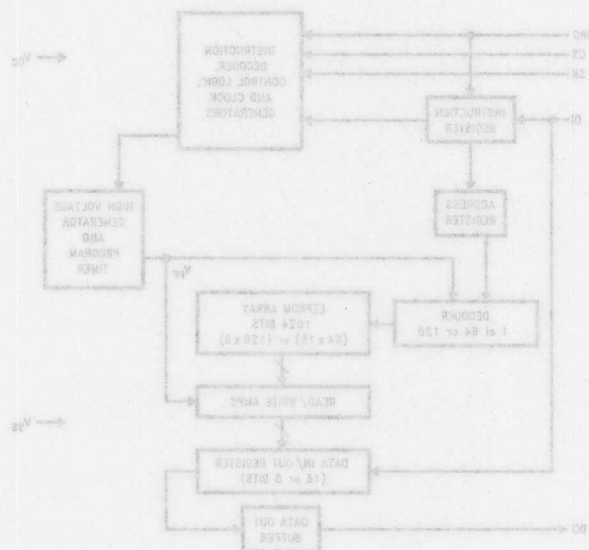 ORG
CS
SK
DI
INSTRUCTION
DECODER,
CONTROL LOGIC,
AND CLOCK
GENERATORS
VCC
INSTRUCTION
REGISTER
ADDRESS
REGISTER
HIGH VOLTAGE
GENERATOR
AND
PROGRAM
TIMER
VPP
DECODER
1 of 64 or 128
EEPROM ARRAY
1024 BITS
(64 x 16) or (128 x 8)
READ/WRITE AMPS
VSS
DATA IN/OUT REGISTER
(16 or 8 BITS)
DATA OUT
BUFFER
DO